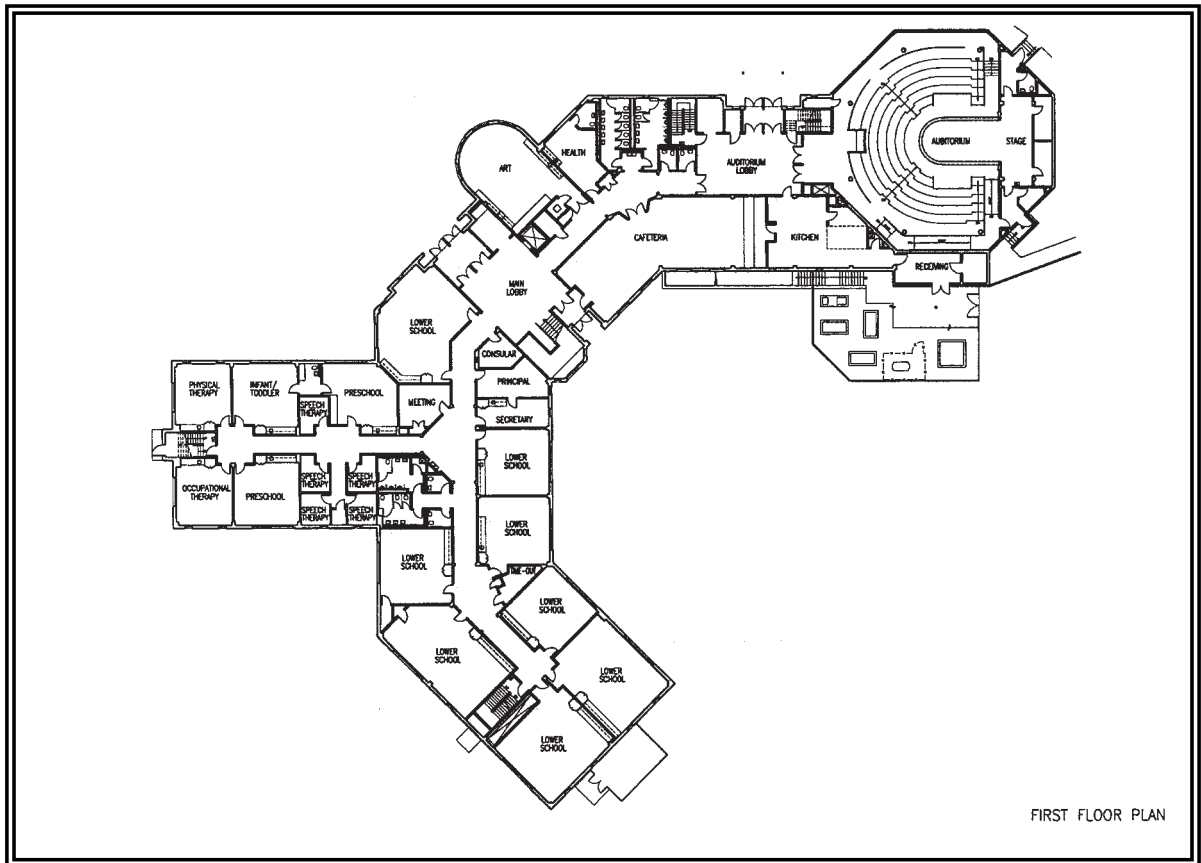 AUDITORIUM
STAGE
HEALTH
ART
AUDITORIUM
LOBBY
CAFETERIA
KITCHEN
RECEIVING
MAIN
LOBBY
LOWER
SCHOOL
CONSULAR
PRINCIPAL
SECRETARY
PHYSICAL
THERAPY
INFANT/
TODDLER
SPEECH
THERAPY
PRESCHOOL
MEETING
LOWER
SCHOOL
OCCUPATIONAL
THERAPY
PRESCHOOL
SPEECH
THERAPY
SPEECH
THERAPY
SPEECH
THERAPY
SPEECH
THERAPY
LOWER
SCHOOL
LOWER
SCHOOL
TIME-OUT
LOWER
SCHOOL
LOWER
SCHOOL
LOWER
SCHOOL
LOWER
SCHOOL
FIRST FLOOR PLAN